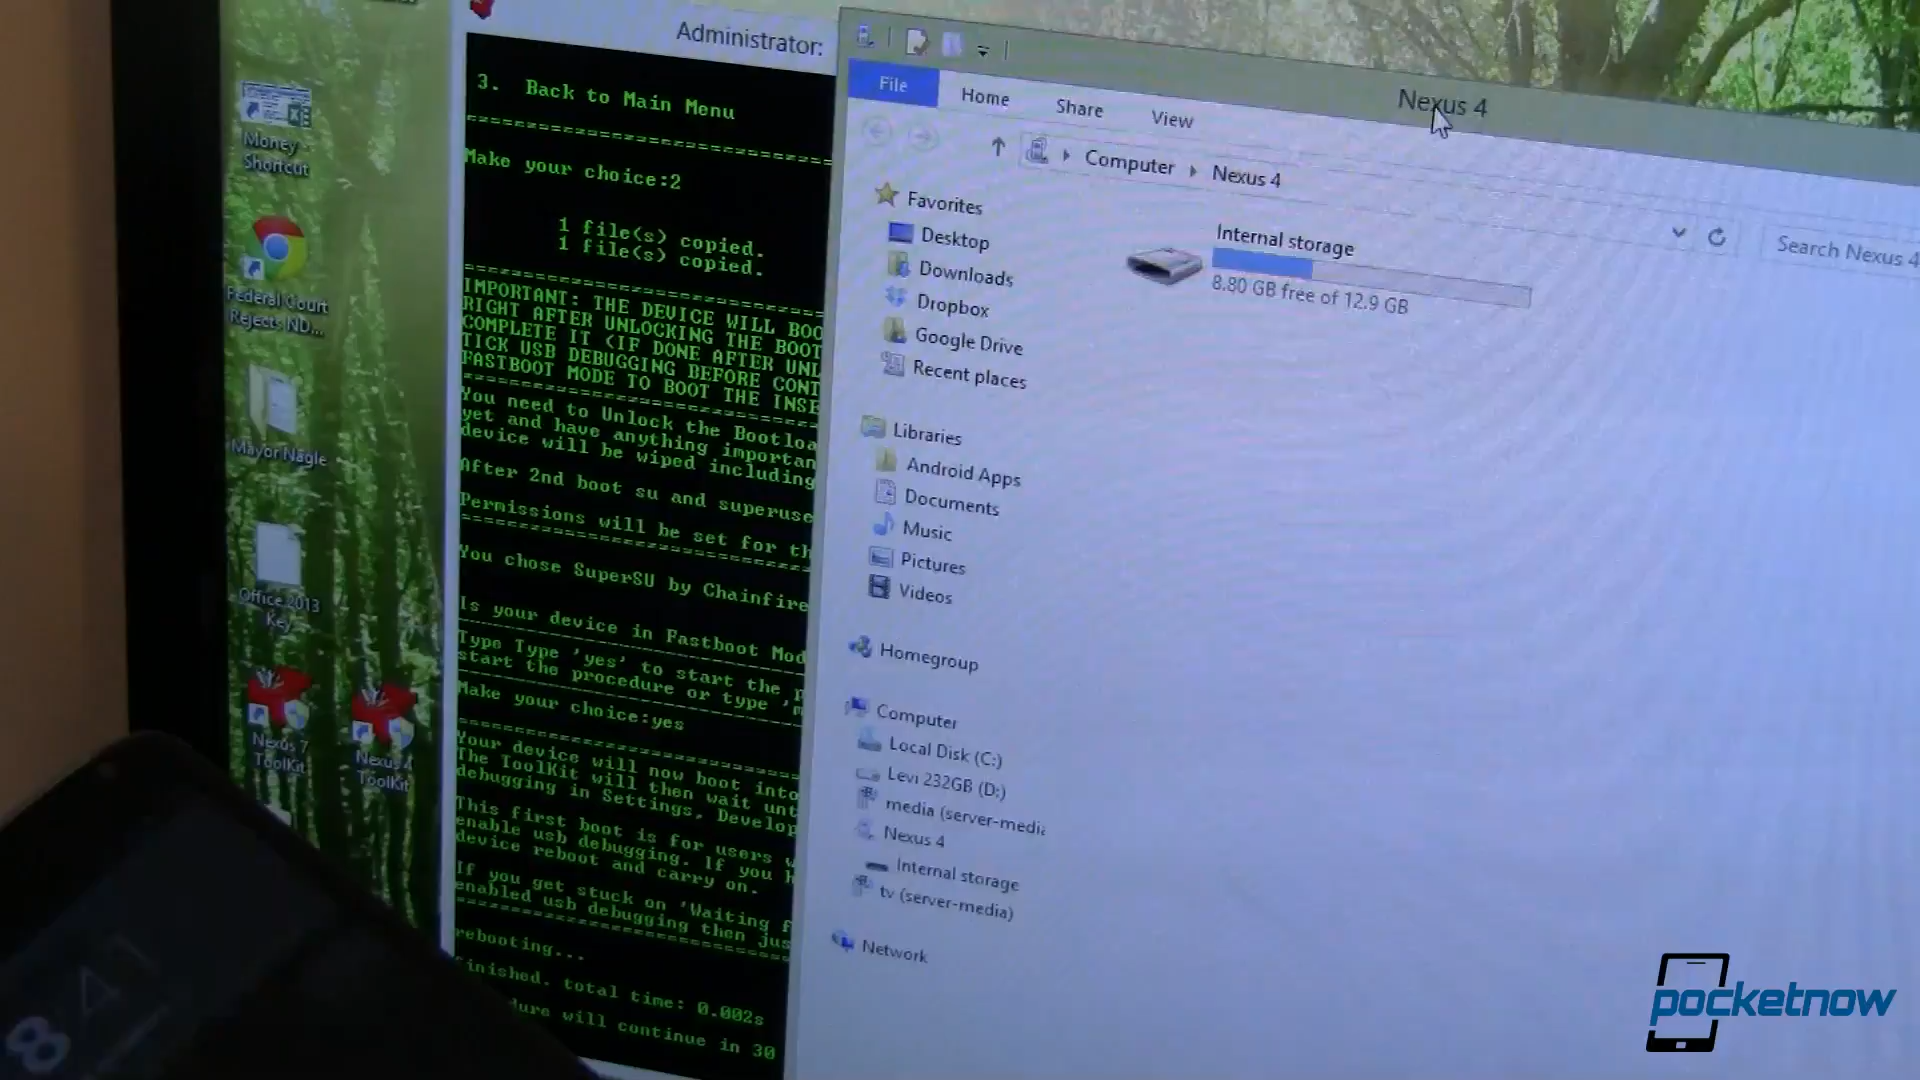 Money -
Shortcut
Federal Court
Rejects ND...
Mayor Nagle
Office 2013
Key
Nexus 7
ToolKit
Nexus 4
ToolKit
Administrator:
3. Back to Main Menu
Make your choice:2
1 file(s) copied.
1 file(s) copied.
IMPORTANT: THE DEVICE WILL BOO
RIGHT AFTER UNLOCKING THE BOOT
COMPLETE IT (IF DONE AFTER UNL
TICK USB DEBUGGING BEFORE CONT
FASTBOOT MODE TO BOOT THE INSE
You need to Unlock the Bootloa
yet and have anything importan
device will be wiped including
After 2nd boot su and superuse
Permissions will be set for th
You chose SuperSU by Chainfire
Is your device in Fastboot Mod
Type Type 'yes' to start the p
start the procedure or type 'm
Make your choice:yes
Your device will now boot into
The ToolKit will then wait unt
debugging in Settings, Develop
This first boot is for users w
enable usb debugging. If you h
device reboot and carry on.
If you get stuck on 'Waiting f
enabled usb debugging then jus
rebooting...
finished. total time: 0.002s
dure will continue in 30
Nexus 4
File
Home
Share
View
Computer
Nexus 4
Search Nexus 4
Favorites
Desktop
Downloads
Dropbox
Google Drive
Recent places
Libraries
Android Apps
Documents
Music
Pictures
Videos
Homegroup
Computer
Local Disk (C:)
Levi 232GB (D:)
media (server-media
Nexus 4
Internal storage
tv (server-media)
Network
Internal storage
8.80 GB free of 12.9 GB
8
pocketnow